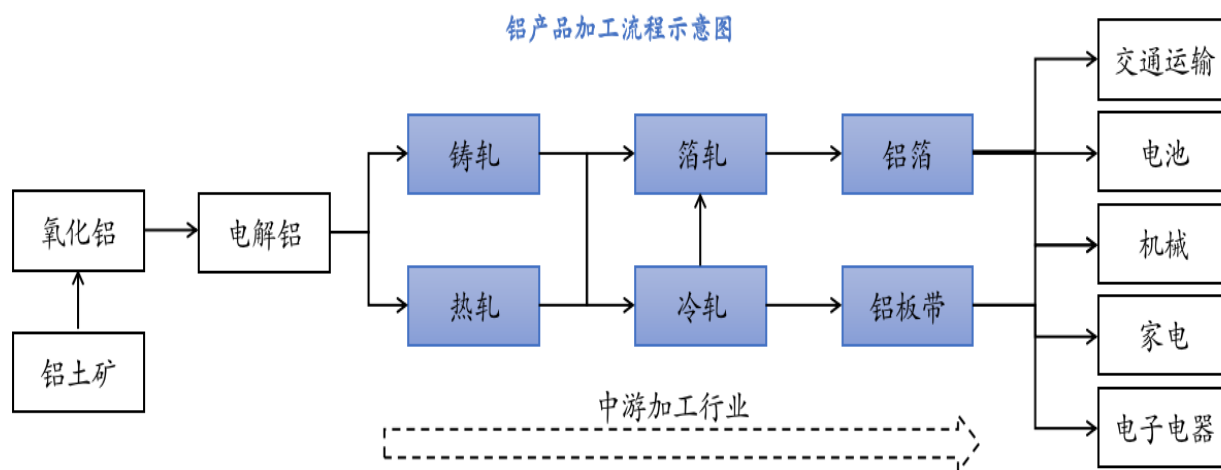 铝产品加工流程示意图
交通运输
铸轧
箔轧
铝箔
电池
氧化铝
电解铝
机械
热轧
冷轧
铝板带
家电
铝土矿
中游加工行业
电子电器